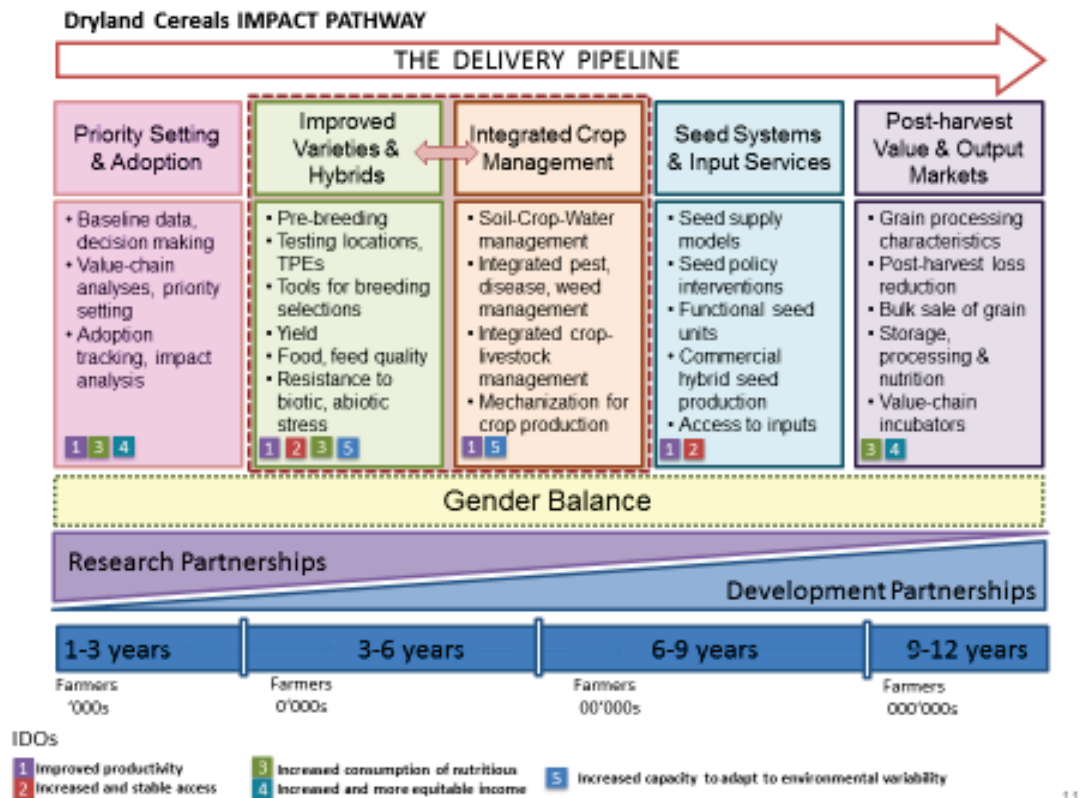 Dryland Cereals IMPACT PATHWAY
THE DELIVERY PIPELINE
Priority Setting
& Adoption
Improved
Varieties &
Hybrids
Integrated Crop
Management
Seed Systems
& Input Services
Post-harvest
Value & Output
Markets
• Baseline data,
decision making
• Value-chain
analyses, priority
setting
• Adoption
tracking, impact
analysis
1 3 4
• Pre-breeding
• Testing locations,
TPEs
• Tools for breeding
selections
• Yield
• Food, feed quality
• Resistance to
biotic, abiotic
stress
1 2 3 5
• Soil-Crop-Water
management
• Integrated pest,
disease, weed
management
• Integrated crop-
livestock
management
• Mechanization for
crop production
1 5
• Seed supply
models
• Seed policy
interventions
• Functional seed
units
• Commercial
hybrid seed
production
• Access to inputs
1 2
• Grain processing
characteristics
• Post-harvest loss
reduction
• Bulk sale of grain
• Storage,
processing &
nutrition
• Value-chain
incubators
3 4
Gender Balance
Research Partnerships
Development Partnerships
1-3 years
3-6 years
6-9 years
9-12 years
Farmers
'000s
Farmers
0'000s
Farmers
00'000s
Farmers
000'000s
IDOs
1 Improved productivity
2 Increased and stable access
3 Increased consumption of nutritious
4 Increased and more equitable income
5 Increased capacity to adapt to environmental variability